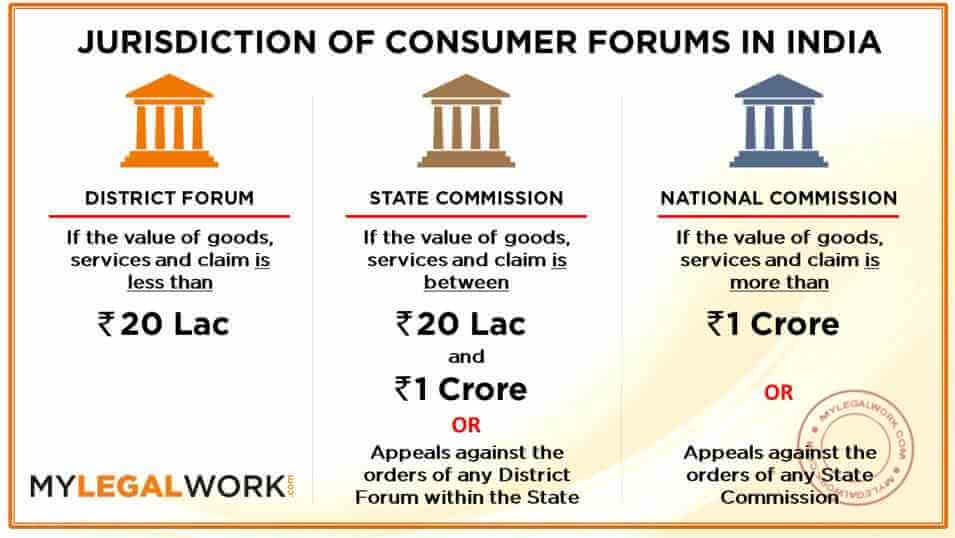 JURISDICTION OF CONSUMER FORUMS IN INDIA
DISTRICT FORUM
If the value of goods,
services and claim is
less than
₹20 Lac
STATE COMMISSION
If the value of goods,
services and claim is
between
₹20 Lac
and
₹1 Crore
OR
Appeals against the
orders of any District
Forum within the State
NATIONAL COMMISSION
If the value of goods,
services and claim is
more than
₹1 Crore
OR
Appeals against the
orders of any State
Commission
MYLEGALWORK.com
MYLEGALWORK.COM
MYLEGALWORK.COM